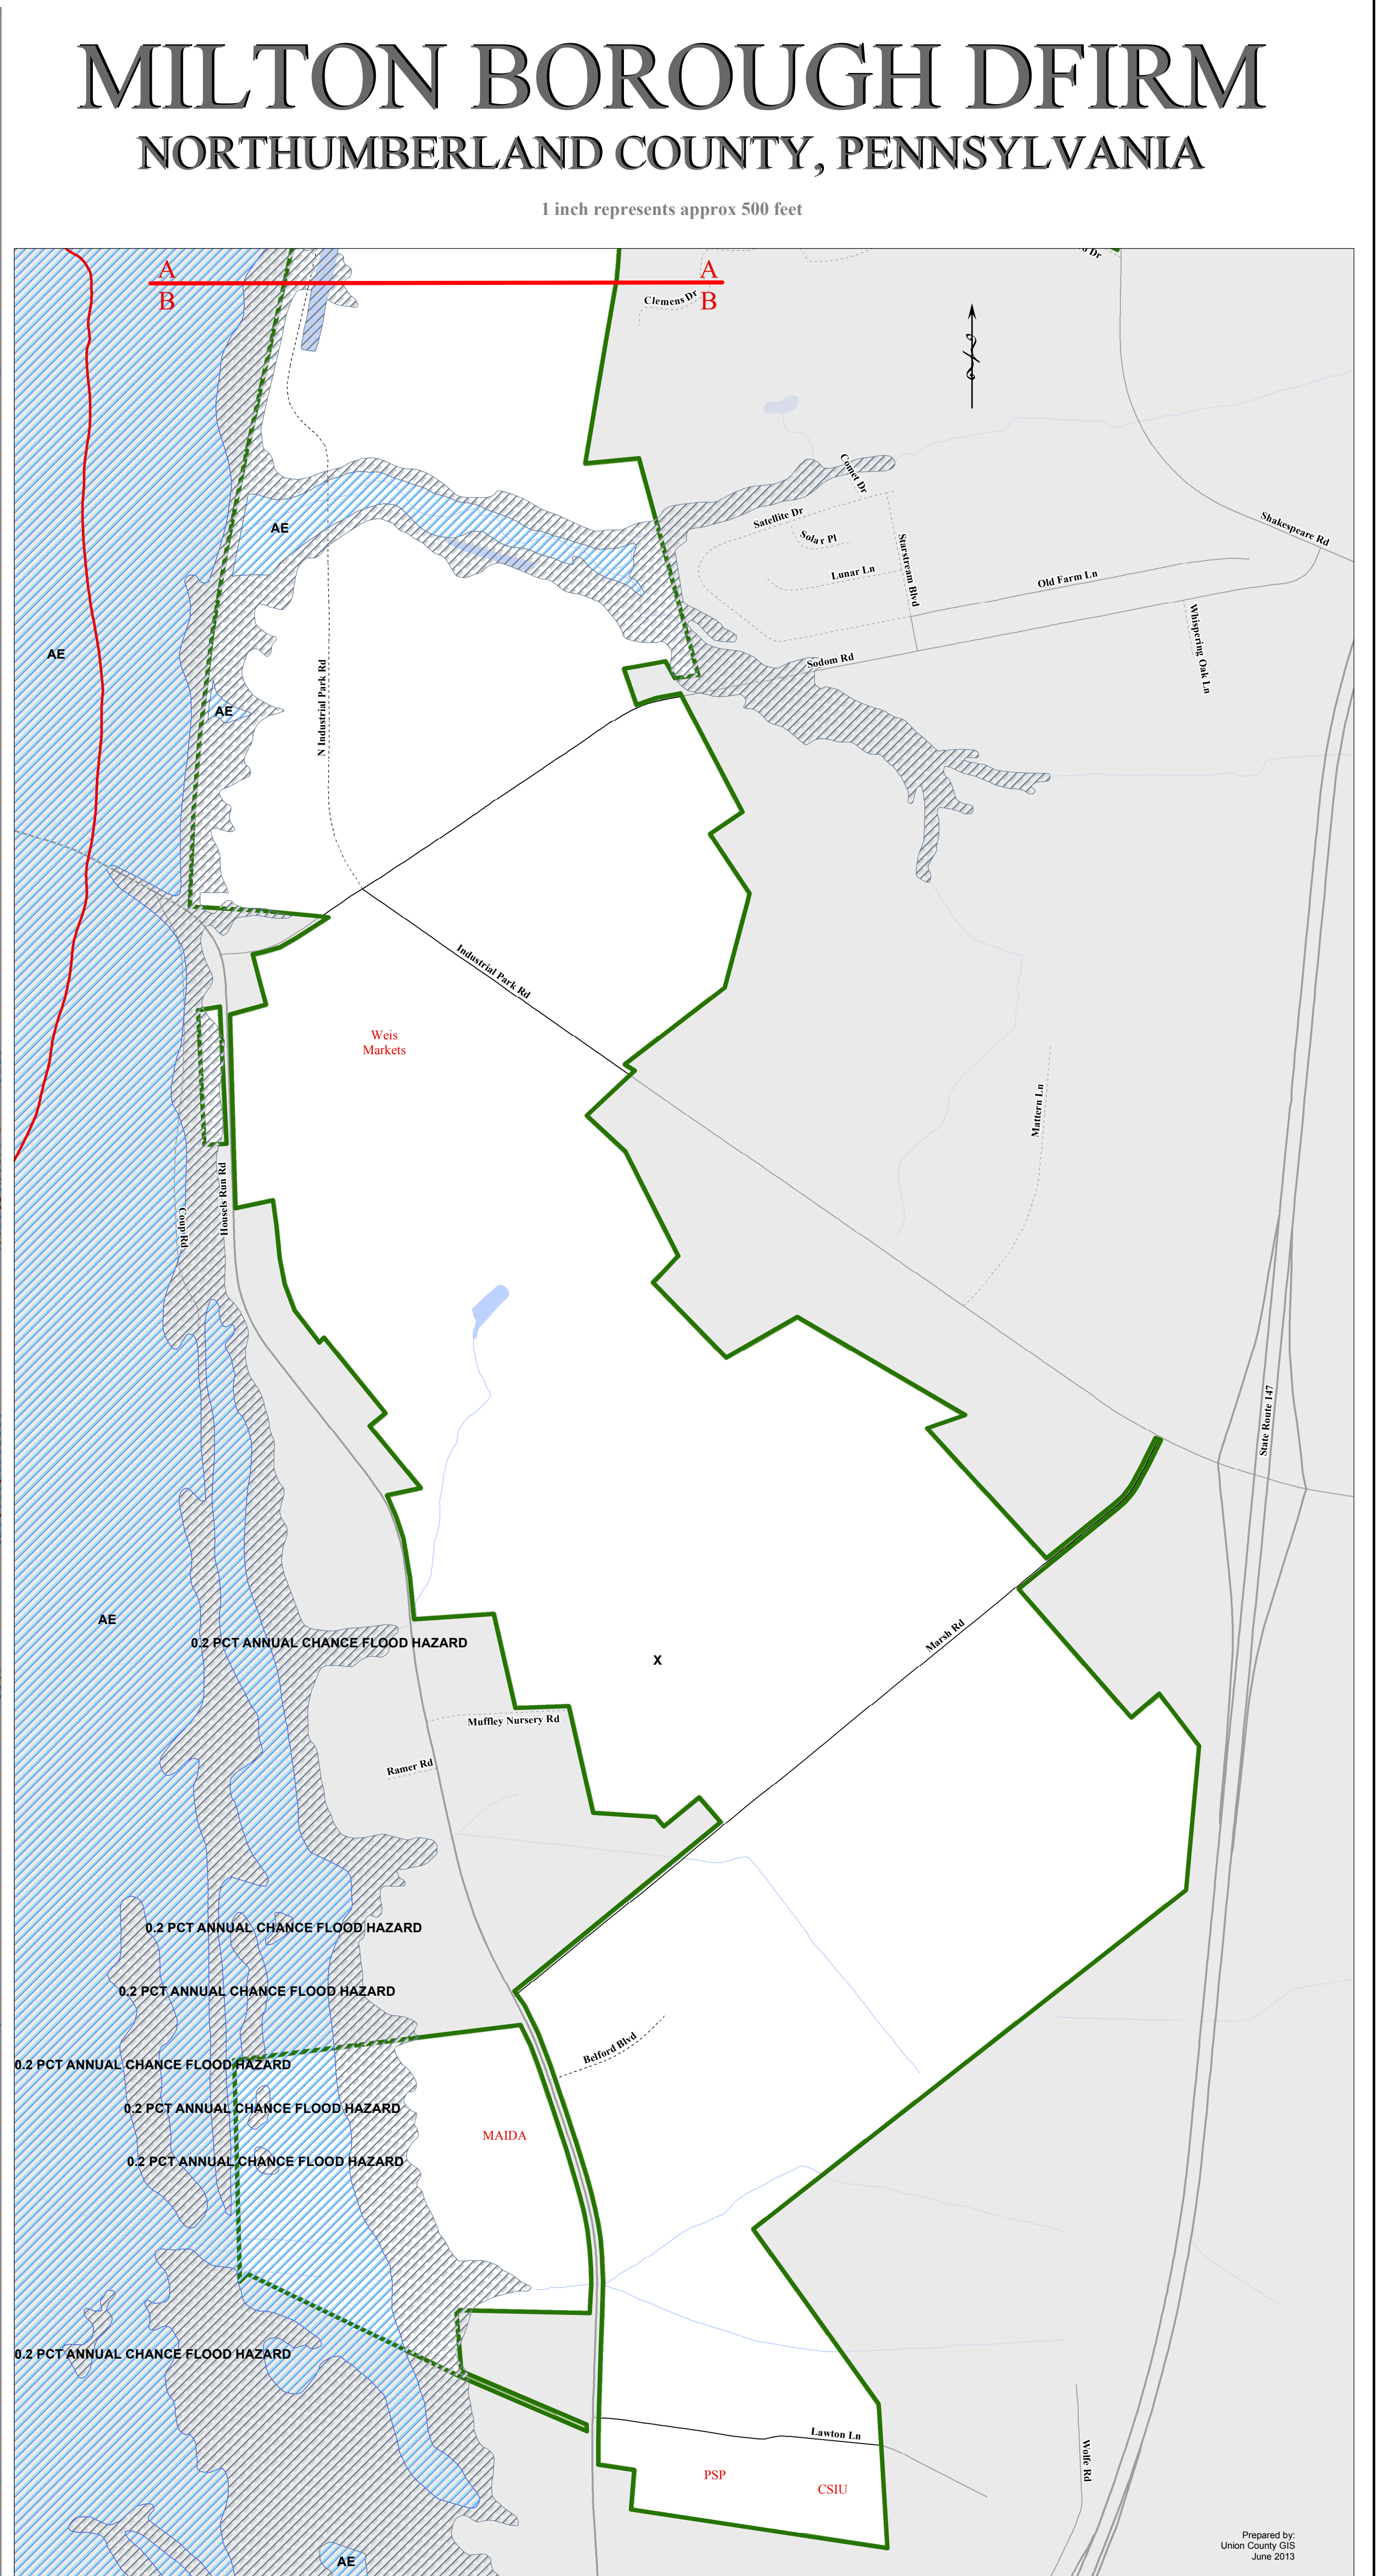 MILTON BOROUGH DFIRM
NORTHUMBERLAND COUNTY, PENNSYLVANIA
1 inch represents approx 500 feet
A
A
B
B
Clemens Dr
Dr
Comet Dr
Satellite Dr
Solar Pl
Starstream Blvd
Lunar Ln
Shakespeare Rd
Old Farm Ln
AE
AE
Whispering Oak Ln
Sodom Rd
N Industrial Park Rd
AE
Industrial Park Rd
Weis
Markets
Mattern Ln
Housels Run Rd
Coup Rd
State Route 147
AE
0.2 PCT ANNUAL CHANCE FLOOD HAZARD
X
Marsh Rd
Muffley Nursery Rd
Ramer Rd
0.2 PCT ANNUAL CHANCE FLOOD HAZARD
0.2 PCT ANNUAL CHANCE FLOOD HAZARD
Belford Blvd
0.2 PCT ANNUAL CHANCE FLOOD HAZARD
0.2 PCT ANNUAL CHANCE FLOOD HAZARD
MAIDA
0.2 PCT ANNUAL CHANCE FLOOD HAZARD
0.2 PCT ANNUAL CHANCE FLOOD HAZARD
Lawton Ln
Wolfe Rd
PSP
CSIU
AE
Prepared by:
Union County GIS
June 2013